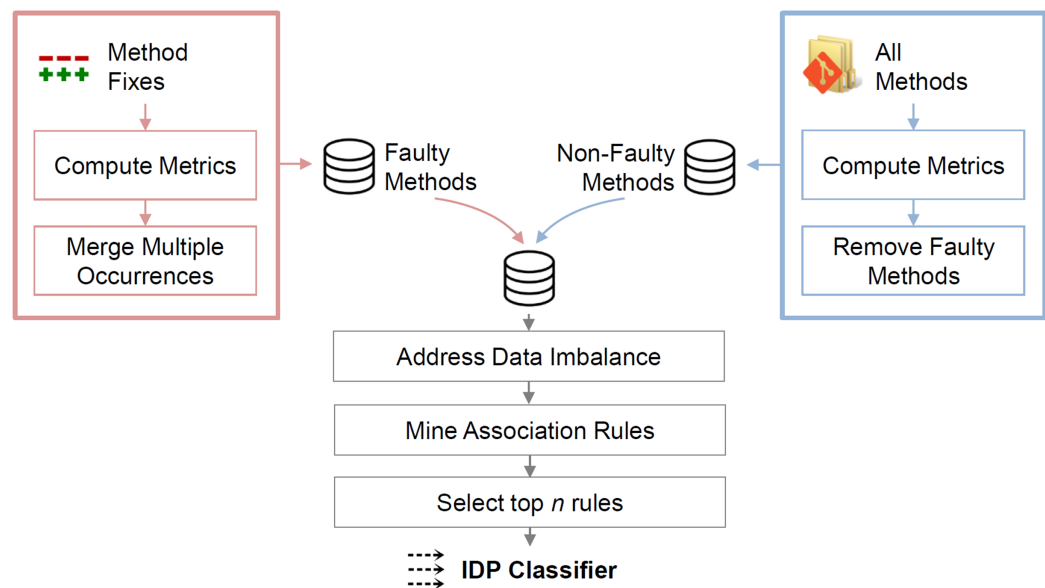 Method
Fixes
Compute Metrics
Merge Multiple
Occurrences
Faulty
Methods
Non-Faulty
Methods
All
Methods
Compute Metrics
Remove Faulty
Methods
Address Data Imbalance
Mine Association Rules
Select top n rules
IDP Classifier